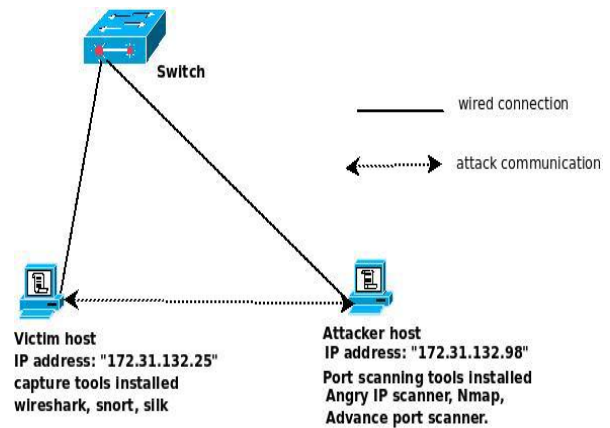 Switch
wired connection
attack communication
Victim host
IP address: "172.31.132.25"
capture tools installed
wireshark, snort, silk
Attacker host
IP address: "172.31.132.98"
Port scanning tools installed
Angry IP scanner, Nmap,
Advance port scanner.